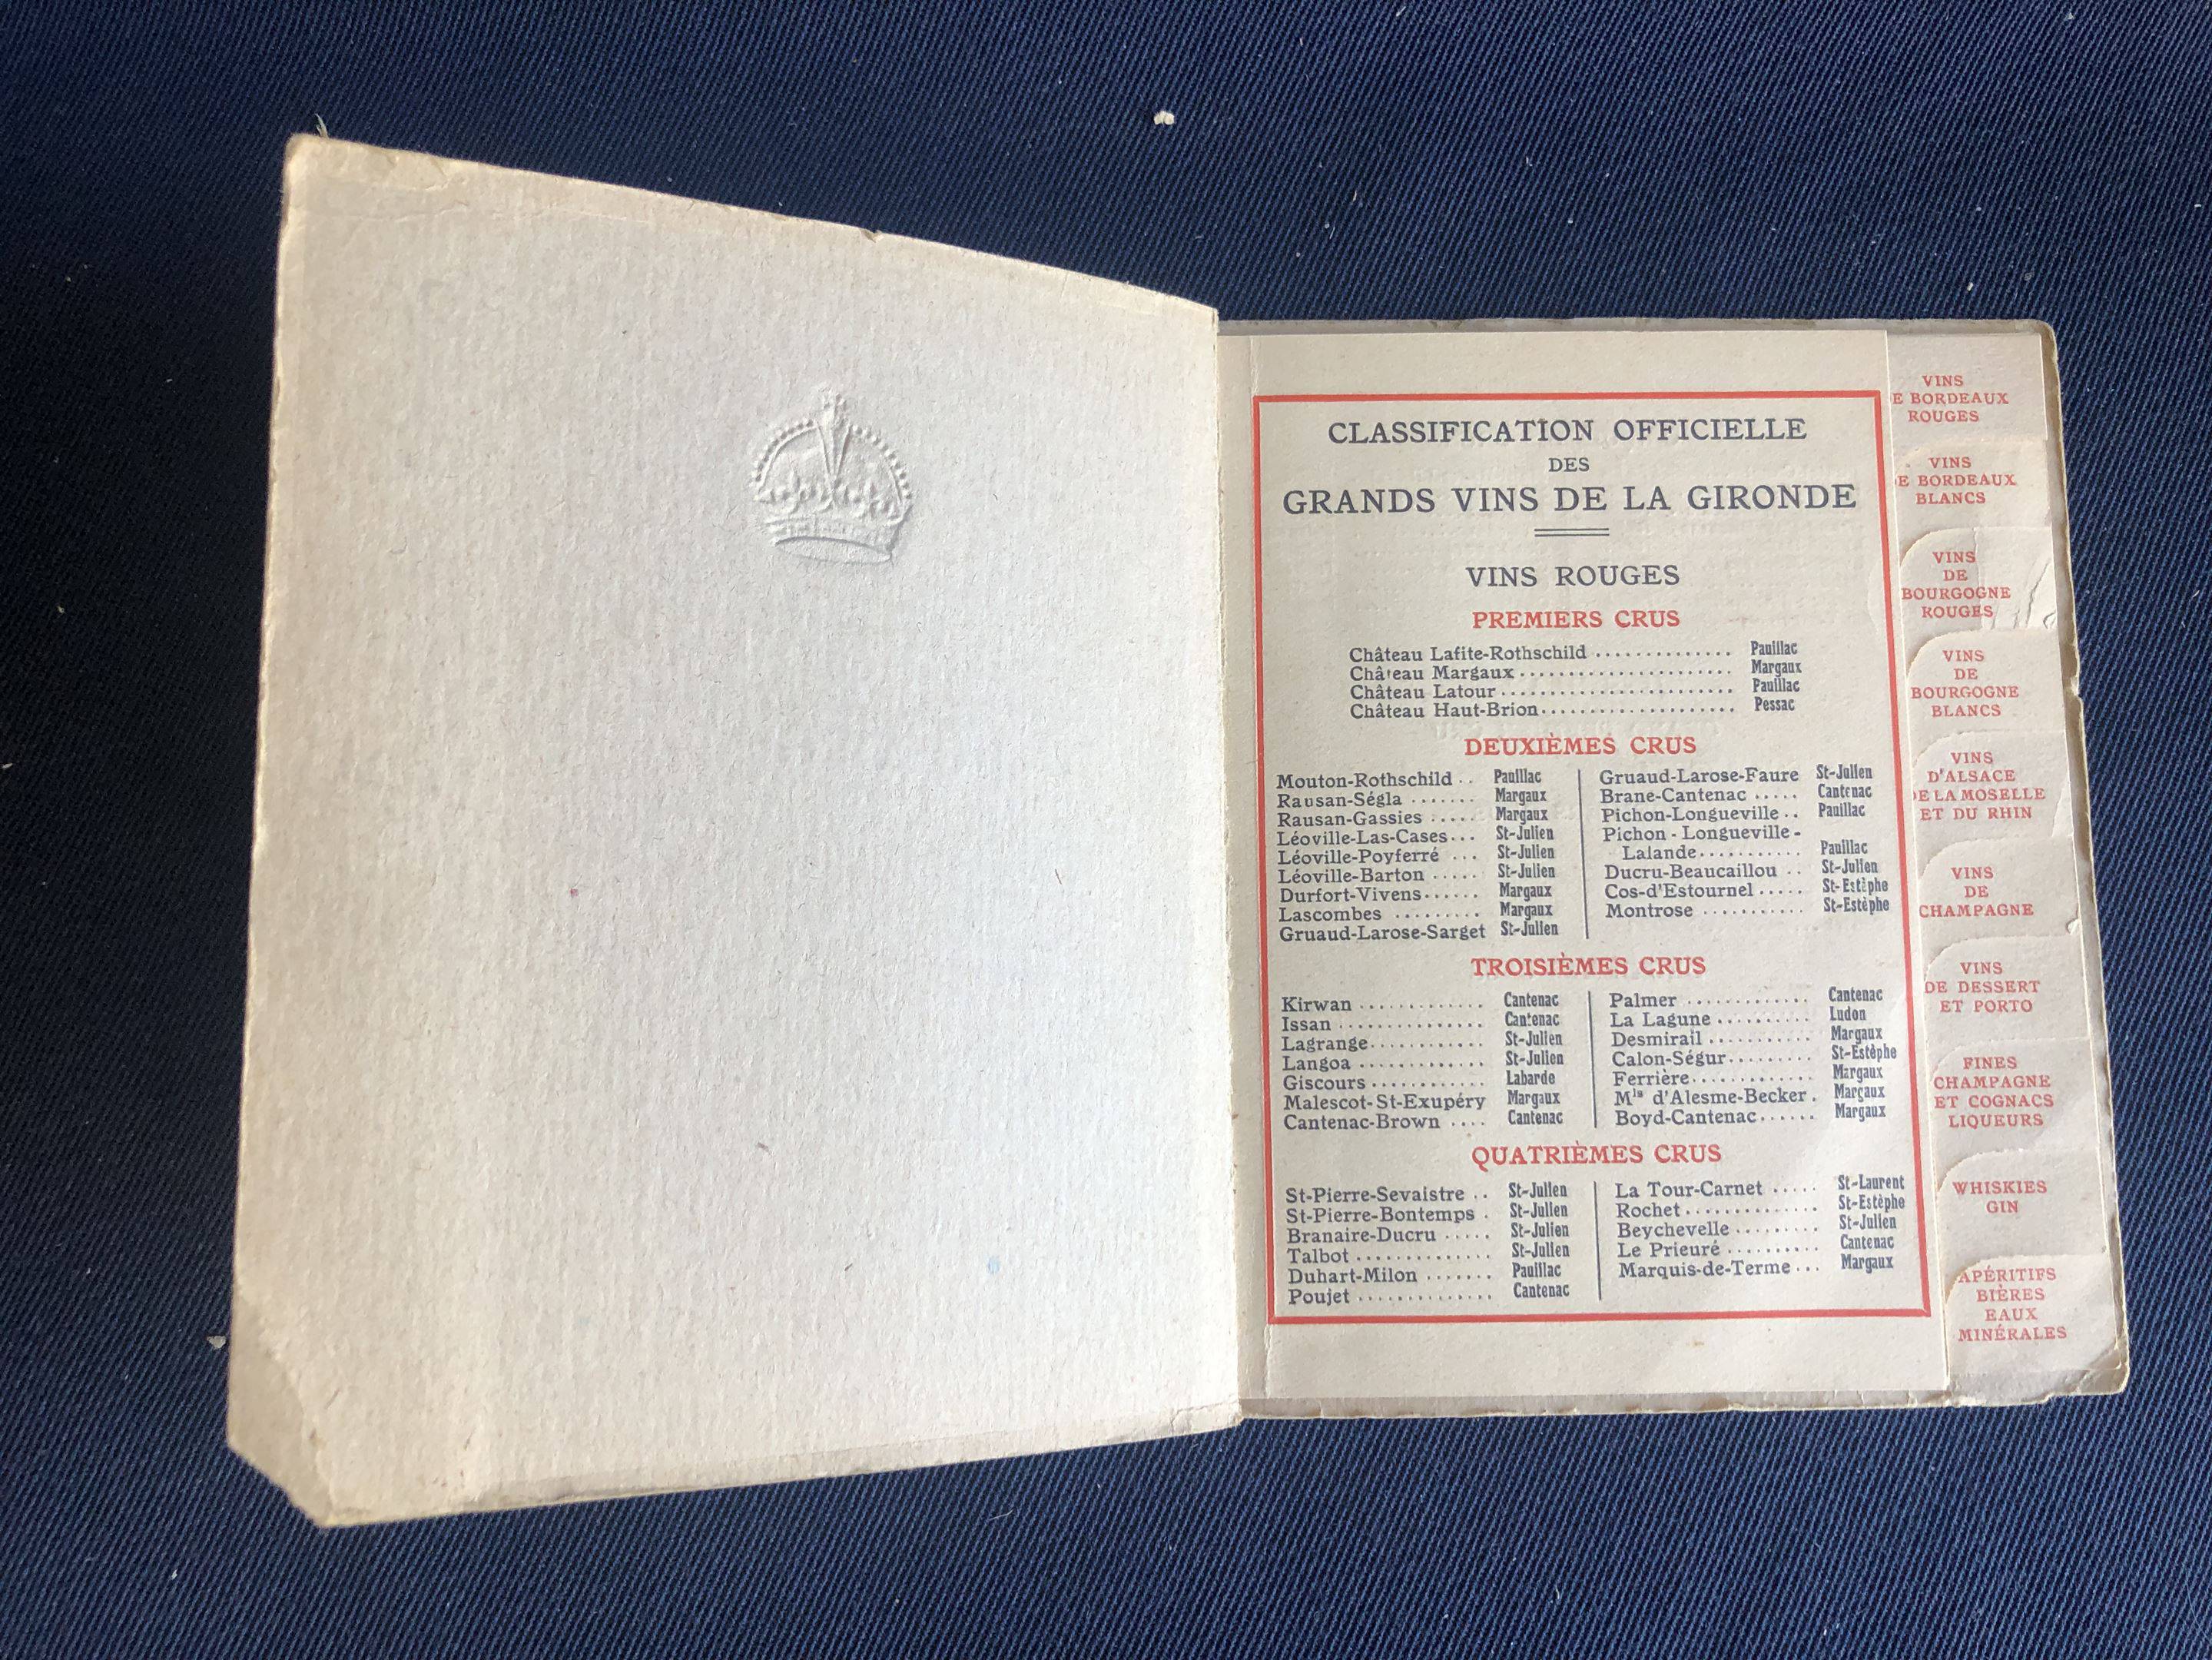 CLASSIFICATION OFFICIELLE
DES
GRANDS VINS DE LA GIRONDE
VINS ROUGES
PREMIERS CRUS
Château Lafite-Rothschild .............. Pauillac
Château Margaux ...................... Margaux
Château Latour ........................ Pauillac
Château Haut-Brion.................... Pessac
DEUXIÈMES CRUS
Mouton-Rothschild .. Pauillac
Rausan-Ségla ....... Margaux
Rausan-Gassies ..... Margaux
Léoville-Las-Cases... St-Julien
Léoville-Poyferré ... St-Julien
Léoville-Barton ..... St-Julien
Durfort-Vivens...... Margaux
Lascombes ......... Margaux
Gruaud-Larose-Sarget St-Julien
Gruaud-Larose-Faure St-Julien
Brane-Cantenac ..... Cantenac
Pichon-Longueville.. Pauillac
Pichon-Longueville-
Lalande........... Pauillac
Ducru-Beaucaillou .. St-Julien
Cos-d'Estournel ..... St-Estèphe
Montrose ........... St-Estèphe
TROISIÈMES CRUS
Kirwan ............. Cantenac
Issan ............... Cantenac
Lagrange............ St-Julien
Langoa ............. St-Julien
Giscours ............ Labarde
Malescot-St-Exupéry Margaux
Cantenac-Brown .... Cantenac
Palmer ............. Cantenac
La Lagune .......... Ludon
Desmirail ........... Margaux
Calon-Ségur......... St-Estèphe
Ferrière............. Margaux
Mis d'Alesme-Becker. Margaux
Boyd-Cantenac...... Margaux
QUATRIÈMES CRUS
St-Pierre-Sevaistre .. St-Julien
St-Pierre-Bontemps . St-Julien
Branaire-Ducru ..... St-Julien
Talbot .............. St-Julien
Duhart-Milon ....... Pauillac
Poujet .............. Cantenac
La Tour-Carnet ..... St-Laurent
Rochet .............. St-Estèphe
Beychevelle ......... St-Julien
Le Prieuré .......... Cantenac
Marquis-de-Terme... Margaux
VINS
E BORDEAUX
ROUGES
VINS
E BORDEAUX
BLANCS
VINS
DE
BOURGOGNE
ROUGES
VINS
DE
BOURGOGNE
BLANCS
VINS
D'ALSACE
DE LA MOSELLE
ET DU RHIN
VINS
DE
CHAMPAGNE
VINS
DE DESSERT
ET PORTO
FINES
CHAMPAGNE
ET COGNACS
LIQUEURS
WHISKIES
GIN
APÉRITIFS
BIÈRES
EAUX
MINÉRALES